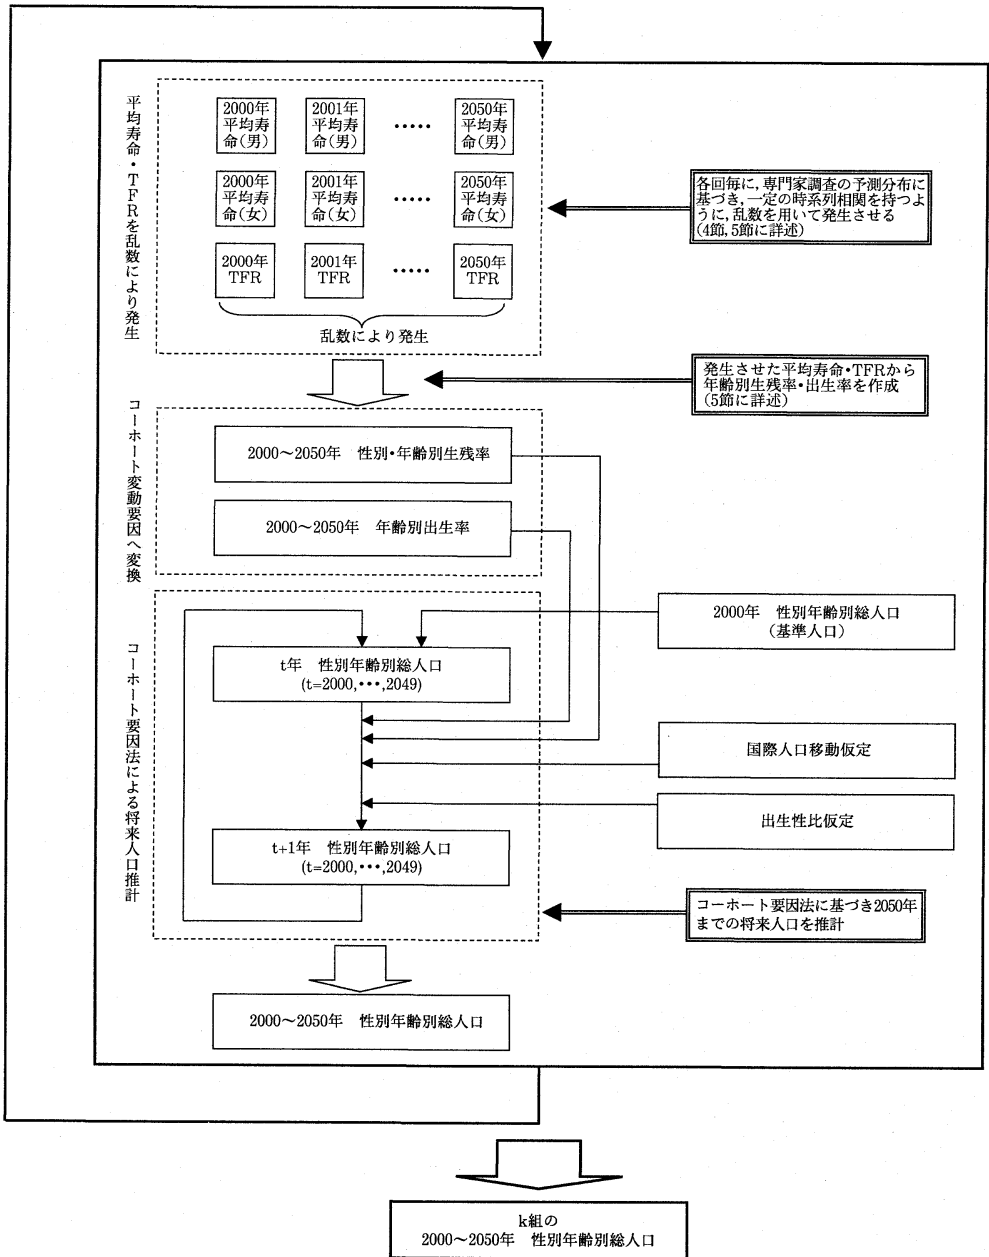 平均寿命・TFRを乱数により発生
2000年
平均寿
命(男)
2001年
平均寿
命(男)
・・・・・
2050年
平均寿
命(男)
2000年
平均寿
命(女)
2001年
平均寿
命(女)
2050年
平均寿
命(女)
2000年
TFR
2001年
TFR
・・・・・
2050年
TFR
乱数により発生
各回毎に,専門家調査の予測分布に
基づき,一定の時系列相関を持つよ
うに,乱数を用いて発生させる
(4節,5節に詳述)
発生させた平均寿命・TFRから
年齢別生残率・出生率を作成
(5節に詳述)
コーホート変動要因へ変換
2000〜2050年 性別・年齢別生残率
2000〜2050年 年齢別出生率
コーホート要因法による将来人口推計
2000年 性別年齢別総人口
(基準人口)
t年 性別年齢別総人口
(t=2000,・・・,2049)
国際人口移動仮定
出生性比仮定
t+1年 性別年齢別総人口
(t=2000,・・・,2049)
コーホート要因法に基づき2050年
までの将来人口を推計
2000〜2050年 性別年齢別総人口
k組の
2000〜2050年 性別年齢別総人口